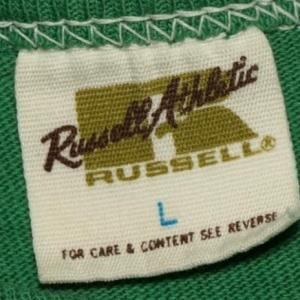 Russell Athletic
RUSSELL®
L
FOR CARE & CONTENT SEE REVERSE